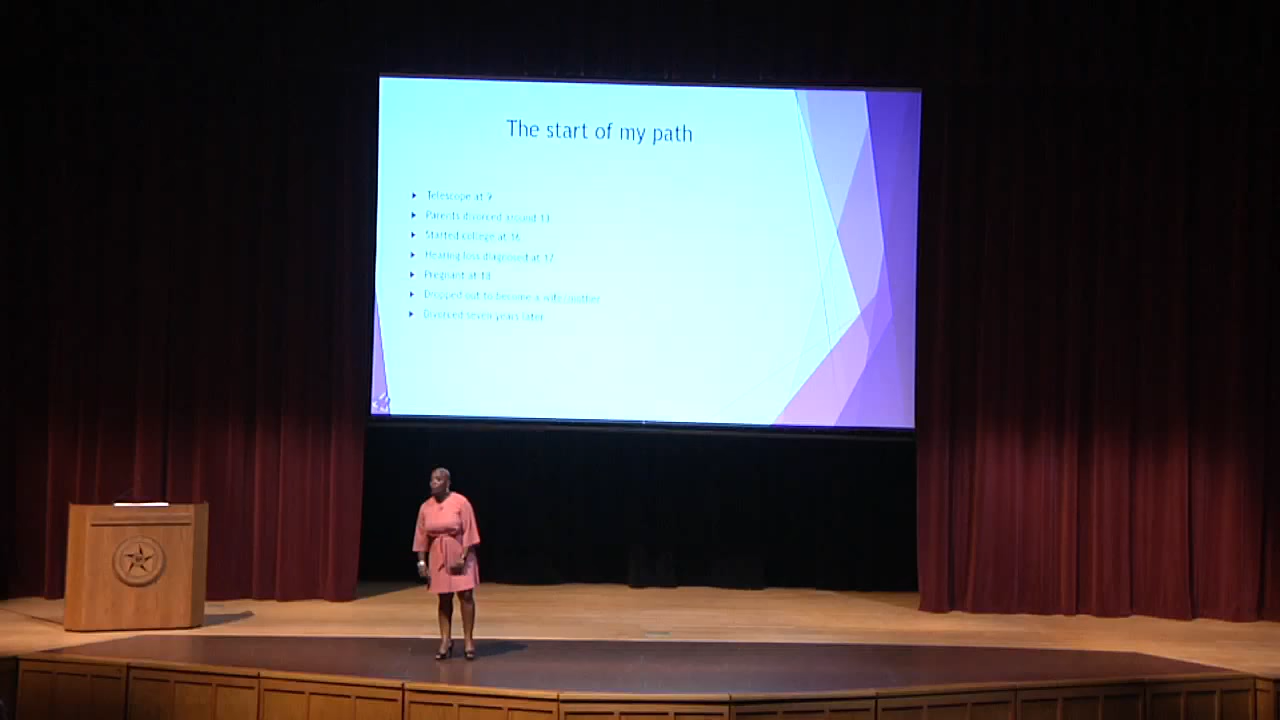 The start of my path
Telescope at 9
Parents divorced around 13
Started college at 16
Hearing loss diagnosed at 17
Pregnant at 18
Dropped out to become a wife/mother
Divorced seven years later